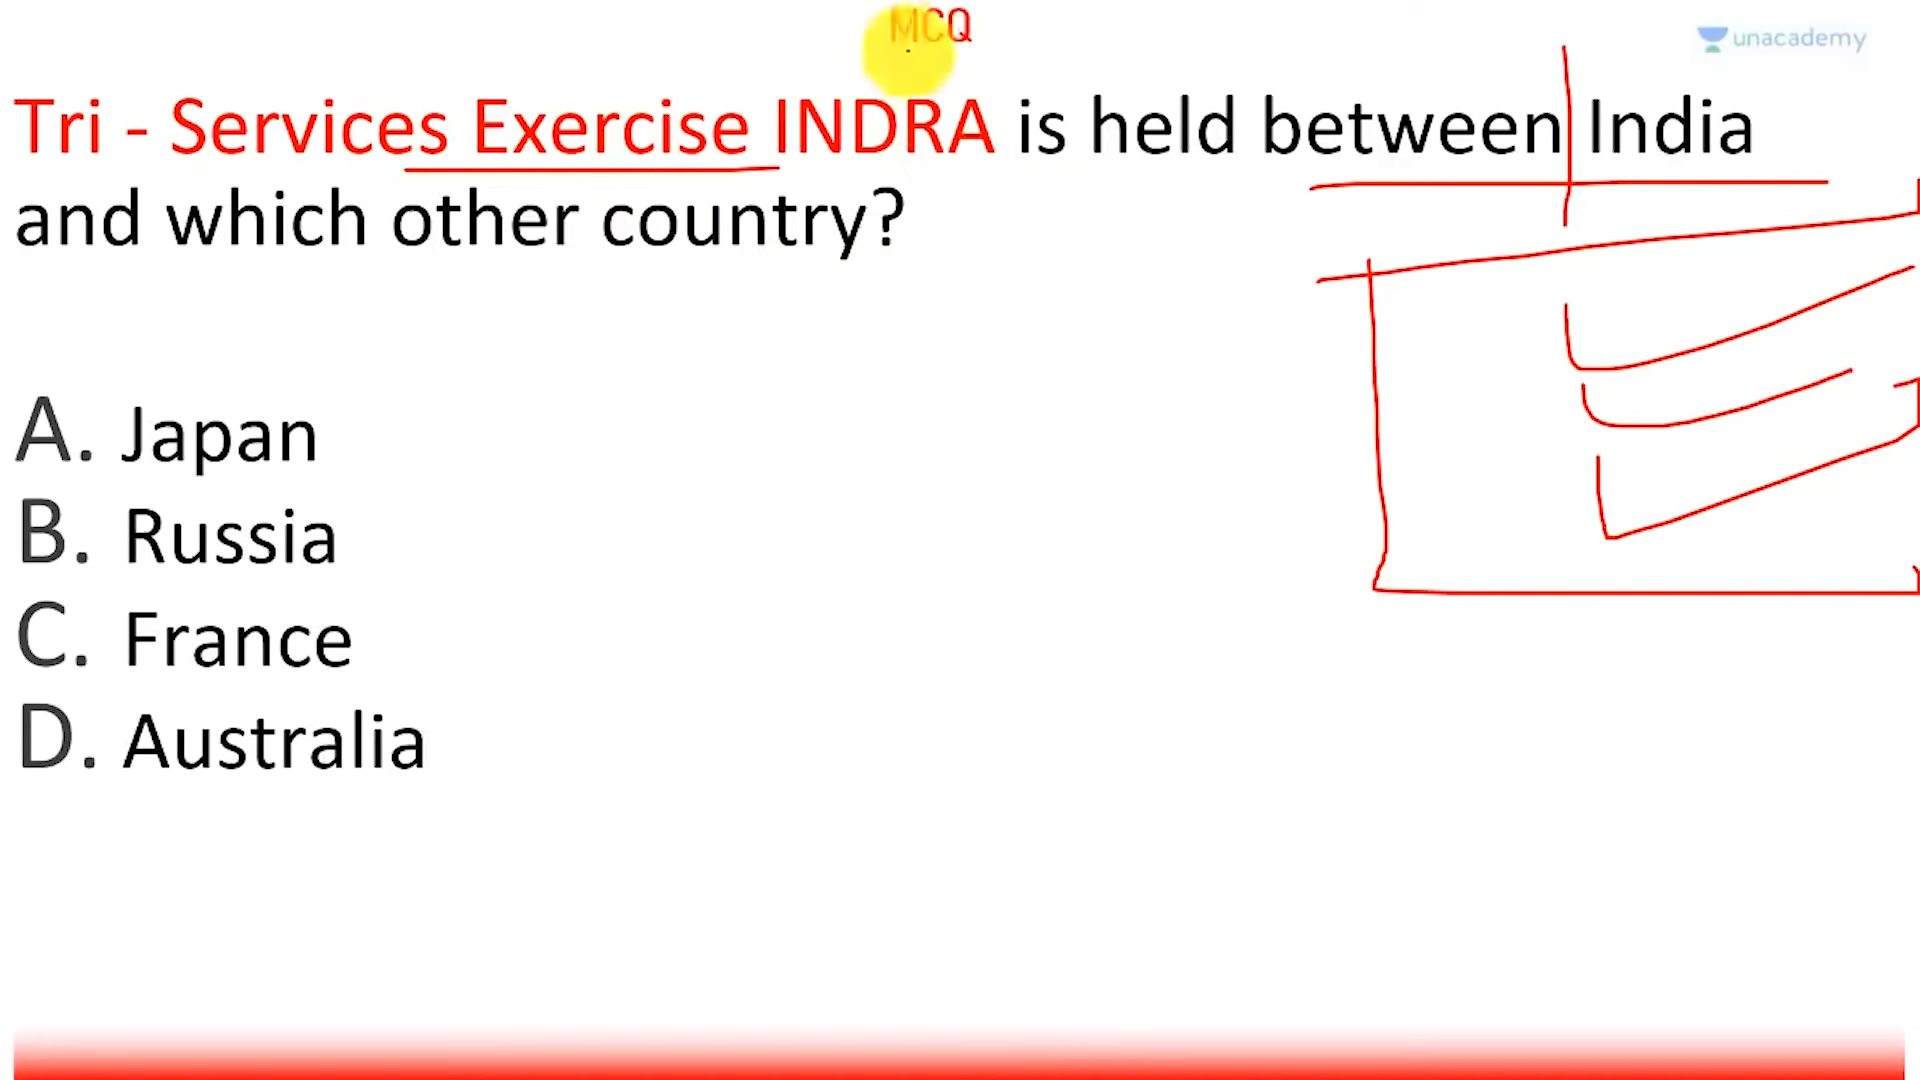 MCQ
unacademy
Tri - Services Exercise INDRA is held between India
and which other country?
A. Japan
B. Russia
C. France
D. Australia